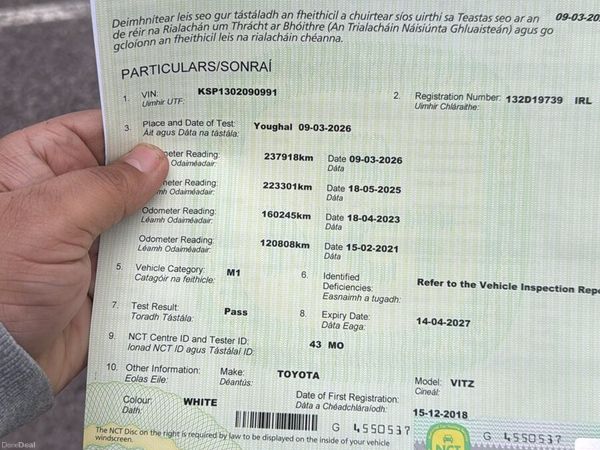 Deimhnítear leis seo gur tástáladh an fheithicil a chuirtear síos uirthi sa Teastas seo ar an 09-03-202
de réir na Rialachán um Thrácht ar Bhóithre (An Trialacháin Náisiúnta Ghluaisteán) agus go
gcloíonn an fheithicil leis na rialacháin chéanna.
PARTICULARS/SONRAÍ
1. VIN: KSP1302090991 2. Registration Number: 132D19739 IRL
Uimhir UTF: Uimhir Chláraithe:
3. Place and Date of Test: Youghal 09-03-2026
Áit agus Dáta na tástála:
meter Reading: 237918km Date 09-03-2026
Odaiméadair: Dáta
meter Reading: 223301km Date 18-05-2025
Odaiméadair: Dáta
Odometer Reading: 160245km Date 18-04-2023
Léamh Odaiméadair: Dáta
Odometer Reading: 120808km Date 15-02-2021
Léamh Odaiméadair: Dáta
5. Vehicle Category: M1 6. Identified
Catagóir na feithicle: Deficiencies: Refer to the Vehicle Inspection Repo
Easnaimh a tugadh:
7. Test Result: Pass 8. Expiry Date: 14-04-2027
Toradh Tástála: Dáta Eaga:
9. NCT Centre ID and Tester ID: 43 MO
Ionad NCT ID agus Tástálaí ID:
10. Other Information: Make: TOYOTA Model: VITZ
Eolas Eile: Déantús: Cineál:
Colour: WHITE Date of First Registration: 15-12-2018
Dath: Dáta a Chéadchláraíodh:
G 4550537
The NCT Disc on the right is required by law to be displayed on the inside of your vehicle
windscreen.
NCT
G 4550537
DoneDeal